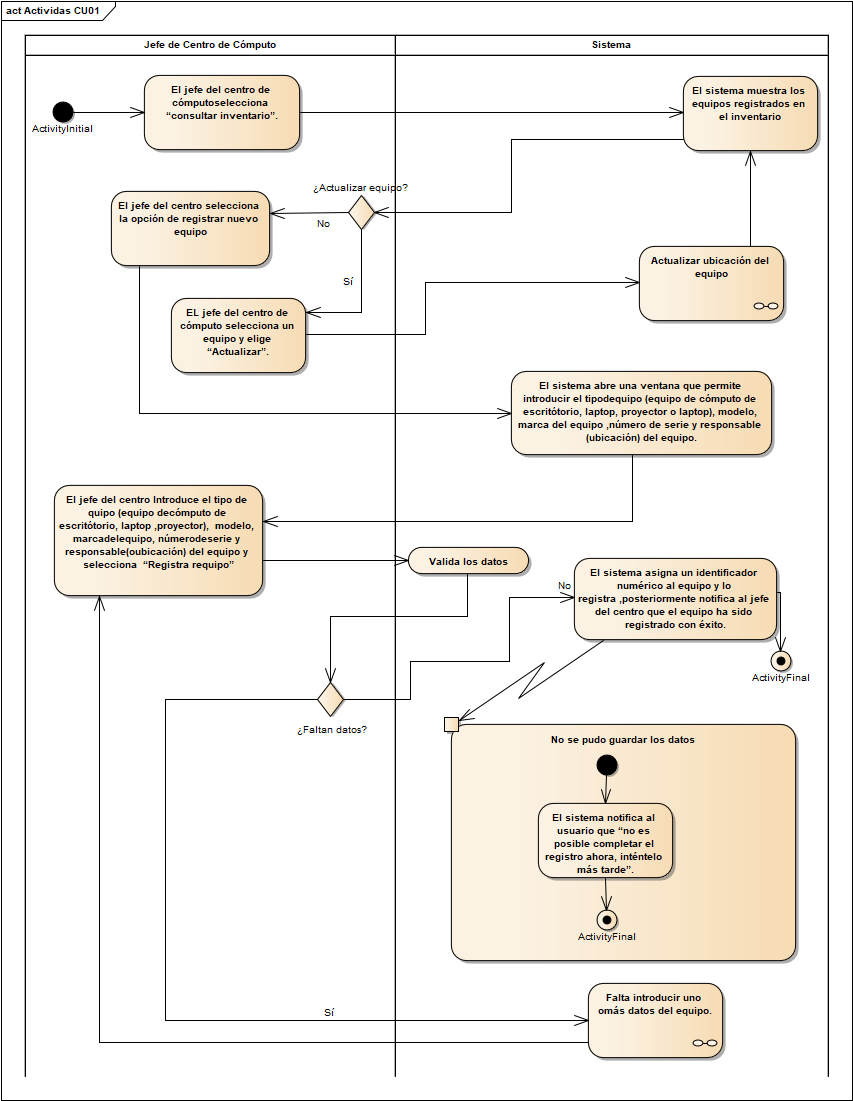 act Actividas CU01
Jefe de Centro de Cómputo
Sistema
El jefe del centro de
cómputoselecciona
“consultar inventario”.
El sistema muestra los
equipos registrados en
el inventario
ActivityInitial
¿Actualizar equipo?
El jefe del centro selecciona
la opción de registrar nuevo
equipo
No
Sí
Actualizar ubicación del
equipo
EL jefe del centro de
cómputo selecciona un
equipo y elige
“Actualizar”.
El sistema abre una ventana que permite
introducir el tipodequipo (equipo de cómputo de
escritótorio, laptop, proyector o laptop), modelo,
marca del equipo ,número de serie y responsable
(ubicación) del equipo.
El jefe del centro Introduce el tipo de
quipo (equipo decómputo de
escritótorio, laptop ,proyector),  modelo,
marcadelequipo, númerodeserie y
responsable(oubicación) del equipo y
selecciona  “Registra requipo”
Valida los datos
No
El sistema asigna un identificador
numérico al equipo y lo
registra ,posteriormente notifica al jefe
del centro que el equipo ha sido
registrado con éxito.
ActivityFinal
¿Faltan datos?
No se pudo guardar los datos
El sistema notifica al
usuario que “no es
posible completar el
registro ahora, inténtelo
más tarde”.
ActivityFinal
Sí
Falta introducir uno
omás datos del equipo.